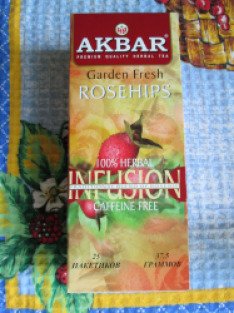 AKBAR
PREMIUM QUALITY HERBAL TEA
Garden Fresh
ROSEHIPS
100% HERBAL
INFUSION
CAFFEINE FREE
25 37.5
ПАКЕТИКОВ ГРАММОВ